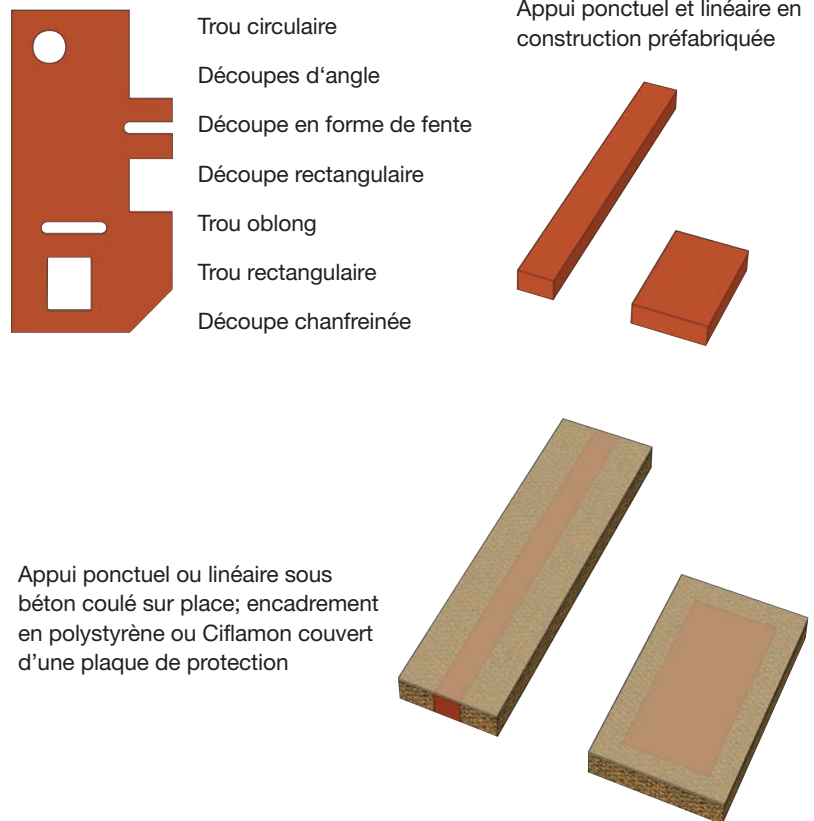 Appui ponctuel et linéaire en
construction préfabriquée
Trou circulaire
Découpes d‘angle
Découpe en forme de fente
Découpe rectangulaire
Trou oblong
Trou rectangulaire
Découpe chanfreinée
Appui ponctuel ou linéaire sous
béton coulé sur place; encadrement
en polystyrène ou Ciflamon couvert
d’une plaque de protection